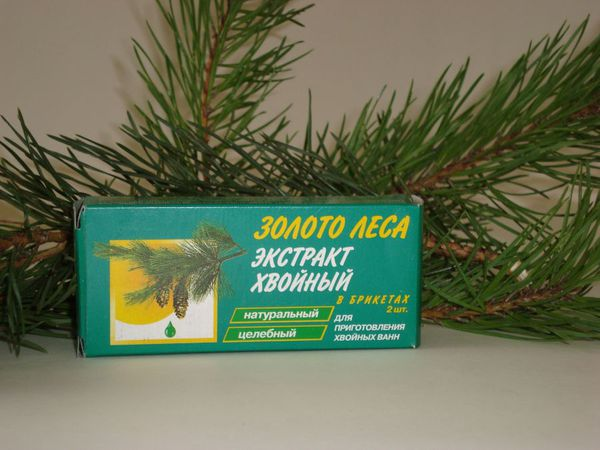 ЗОЛОТО ЛЕСА
ЭКСТРАКТ
ХВОЙНЫЙ
В БРИКЕТАХ
2 шт.
натуральный
целебный
ДЛЯ
ПРИГОТОВЛЕНИЯ
ХВОЙНЫХ ВАНН